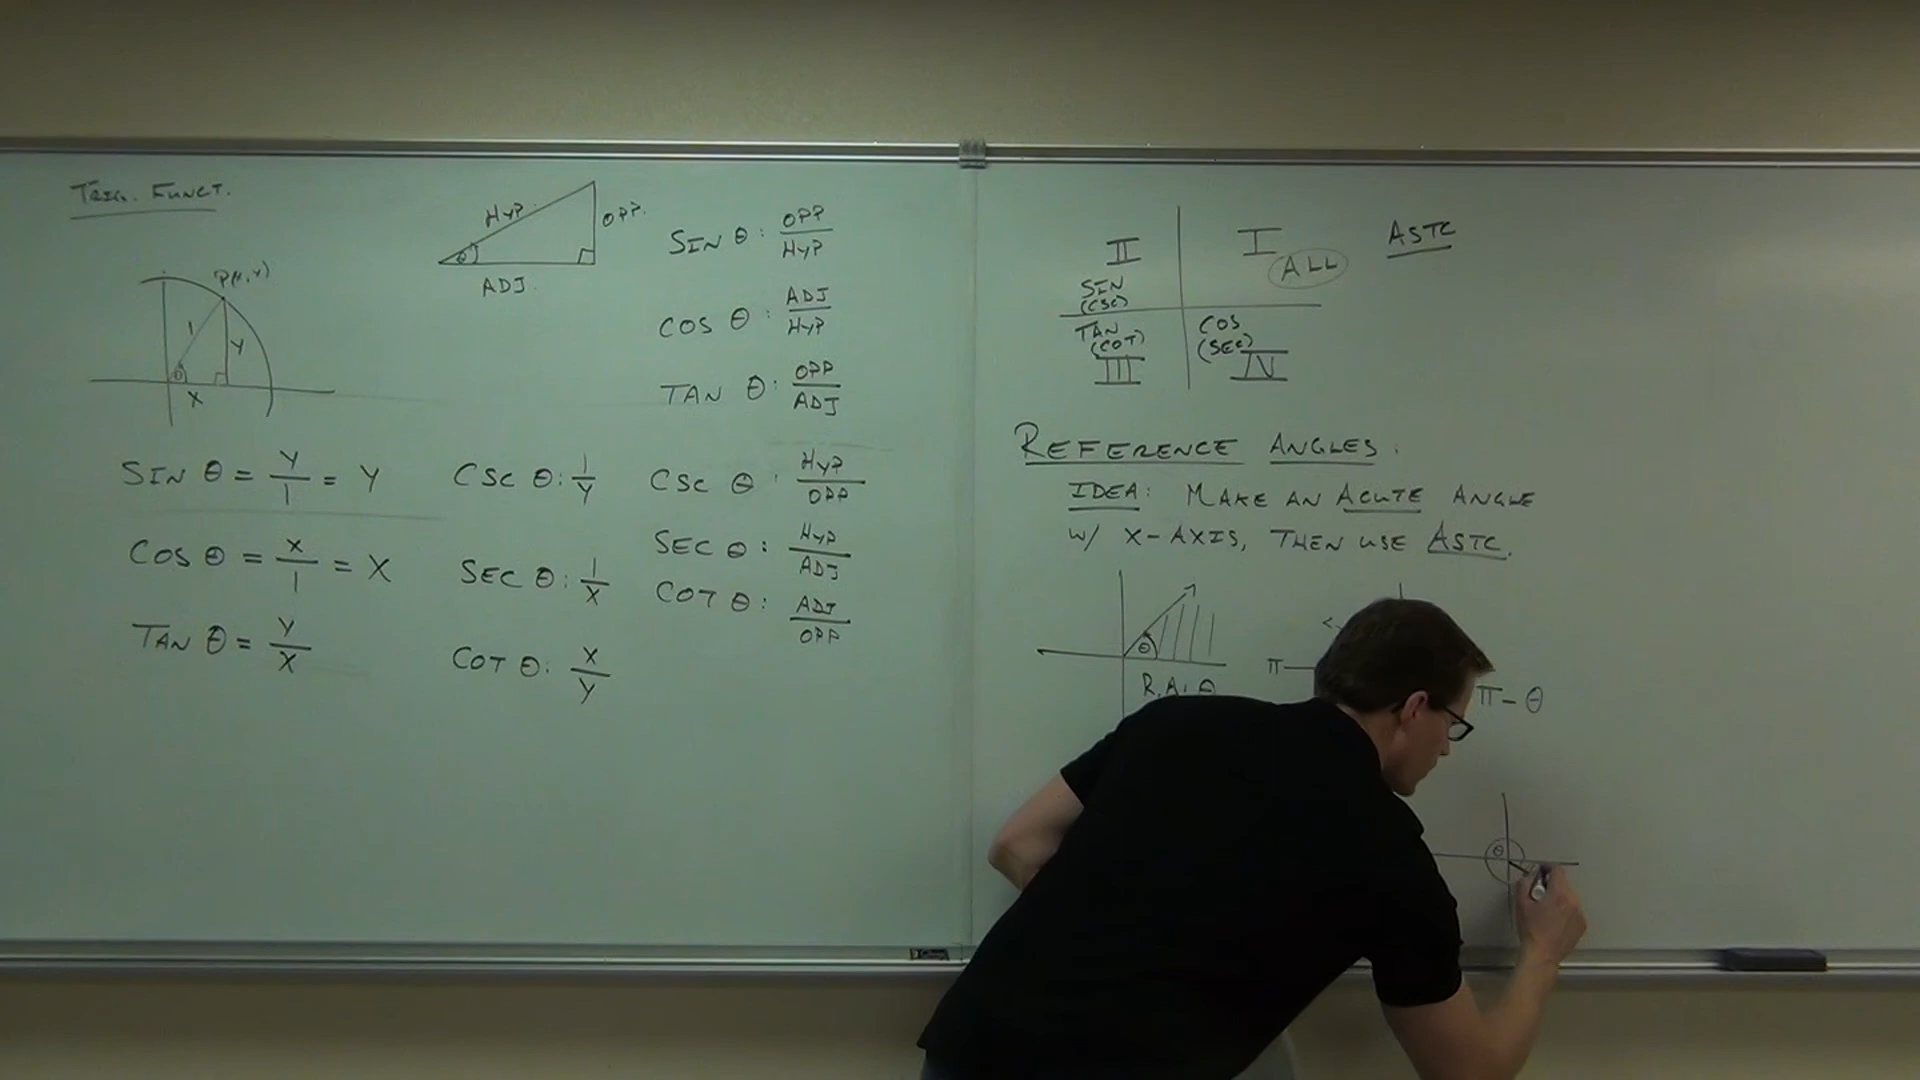 TRIG. FUNCT.
HYP.
OPP.
θ
ADJ.
P(x,y)
1
Y
θ
X
SIN θ = Y/1 = Y
COS θ = X/1 = X
TAN θ = Y/X
CSC θ: 1/Y
SEC θ: 1/X
COT θ: X/Y
SIN θ: OPP/HYP
COS θ: ADJ/HYP
TAN θ: OPP/ADJ
CSC θ: HYP/OPP
SEC θ: HYP/ADJ
COT θ: ADJ/OPP
II
I
ALL
ASTC
SIN
(CSC)
TAN
(COT)
III
COS
(SEC)
IV
REFERENCE ANGLES:
IDEA: MAKE AN ACUTE ANGLE
W/ X-AXIS, THEN USE ASTC.
θ
R.A: θ
π
π - θ
θ